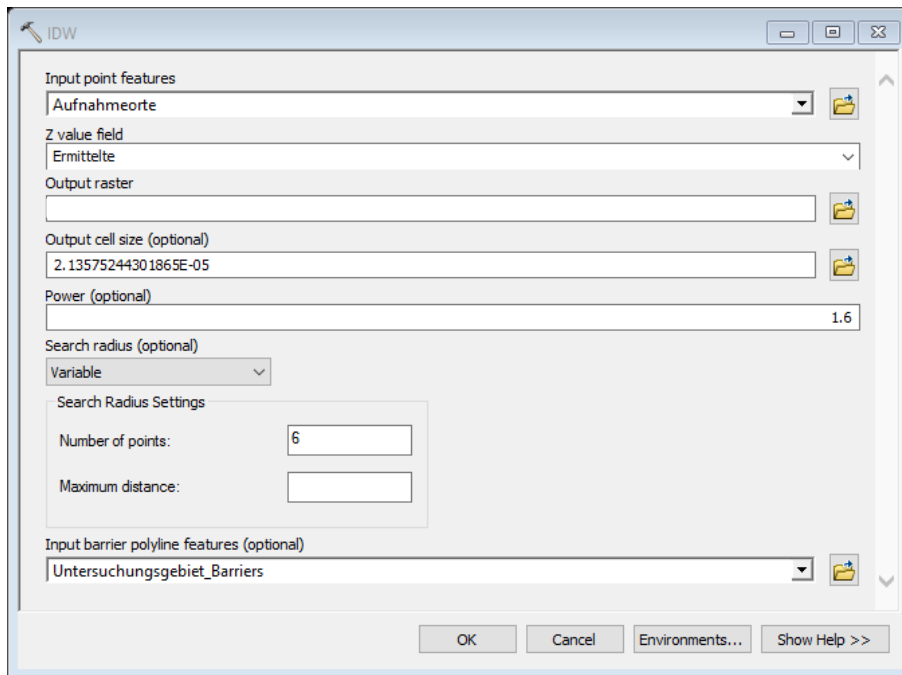 IDW
Input point features
Aufnahmeorte
Z value field
Ermittelte
Output raster
Output cell size (optional)
2.13575244301865E-05
Power (optional)
1.6
Search radius (optional)
Variable
Search Radius Settings
Number of points:
6
Maximum distance:
Input barrier polyline features (optional)
Untersuchungsgebiet_Barriers
OK Cancel Environments... Show Help >>